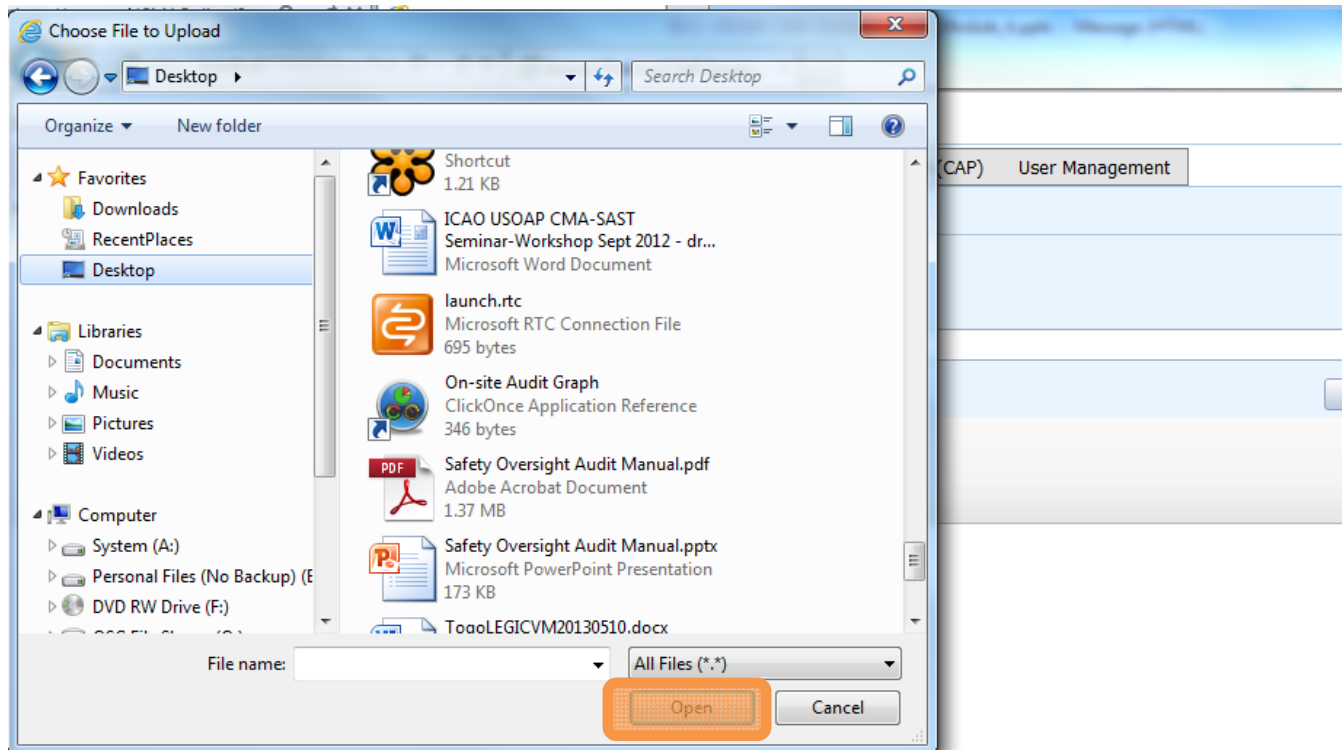 Choose File to Upload
Desktop
Search Desktop
Organize
New folder
Favorites
Downloads
RecentPlaces
Desktop
Libraries
Documents
Music
Pictures
Videos
Computer
System (A:)
Personal Files (No Backup) (E
DVD RW Drive (F:)
Shortcut
1.21 KB
ICAO USOAP CMA-SAST
Seminar-Workshop Sept 2012 - dr...
Microsoft Word Document
launch.rtc
Microsoft RTC Connection File
695 bytes
On-site Audit Graph
ClickOnce Application Reference
346 bytes
PDF
Safety Oversight Audit Manual.pdf
Adobe Acrobat Document
1.37 MB
Safety Oversight Audit Manual.pptx
Microsoft PowerPoint Presentation
173 KB
TogoLEGICVM20130510.docx
File name:
All Files (*.*)
Open
Cancel
(CAP)
User Management